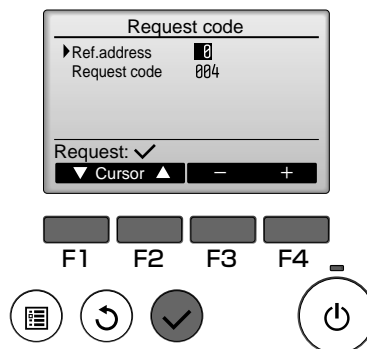 Request code
Ref.address 0
Request code 004
Request: ✓
▼ Cursor ▲ − +
F1 F2 F3 F4